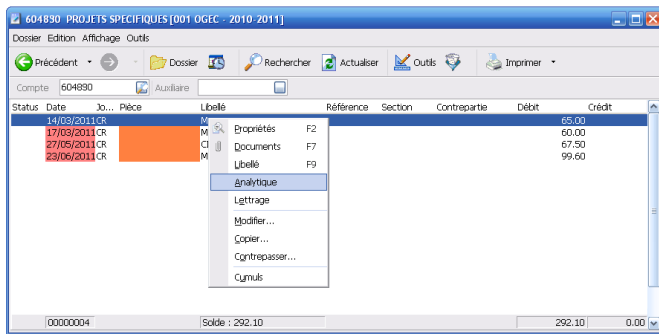 604890 PROJETS SPECIFIQUES [001 OGEC - 2010-2011]
Dossier Edition Affichage Outils
Précédent Dossier Rechercher Actualiser Outils Imprimer
Compte 604890 Auxiliaire
Status Date Jo... Pièce Libellé Référence Section Contrepartie Débit Crédit
14/03/2011 CR M 65.00
17/03/2011 CR M 60.00
27/05/2011 CR Cl 67.50
23/06/2011 CR M 99.60
Propriétés F2
Documents F7
Libellé F9
Analytique
Lettrage
Modifier...
Copier...
Contrepasser...
Cumuls
00000004 Solde : 292.10 292.10 0.00